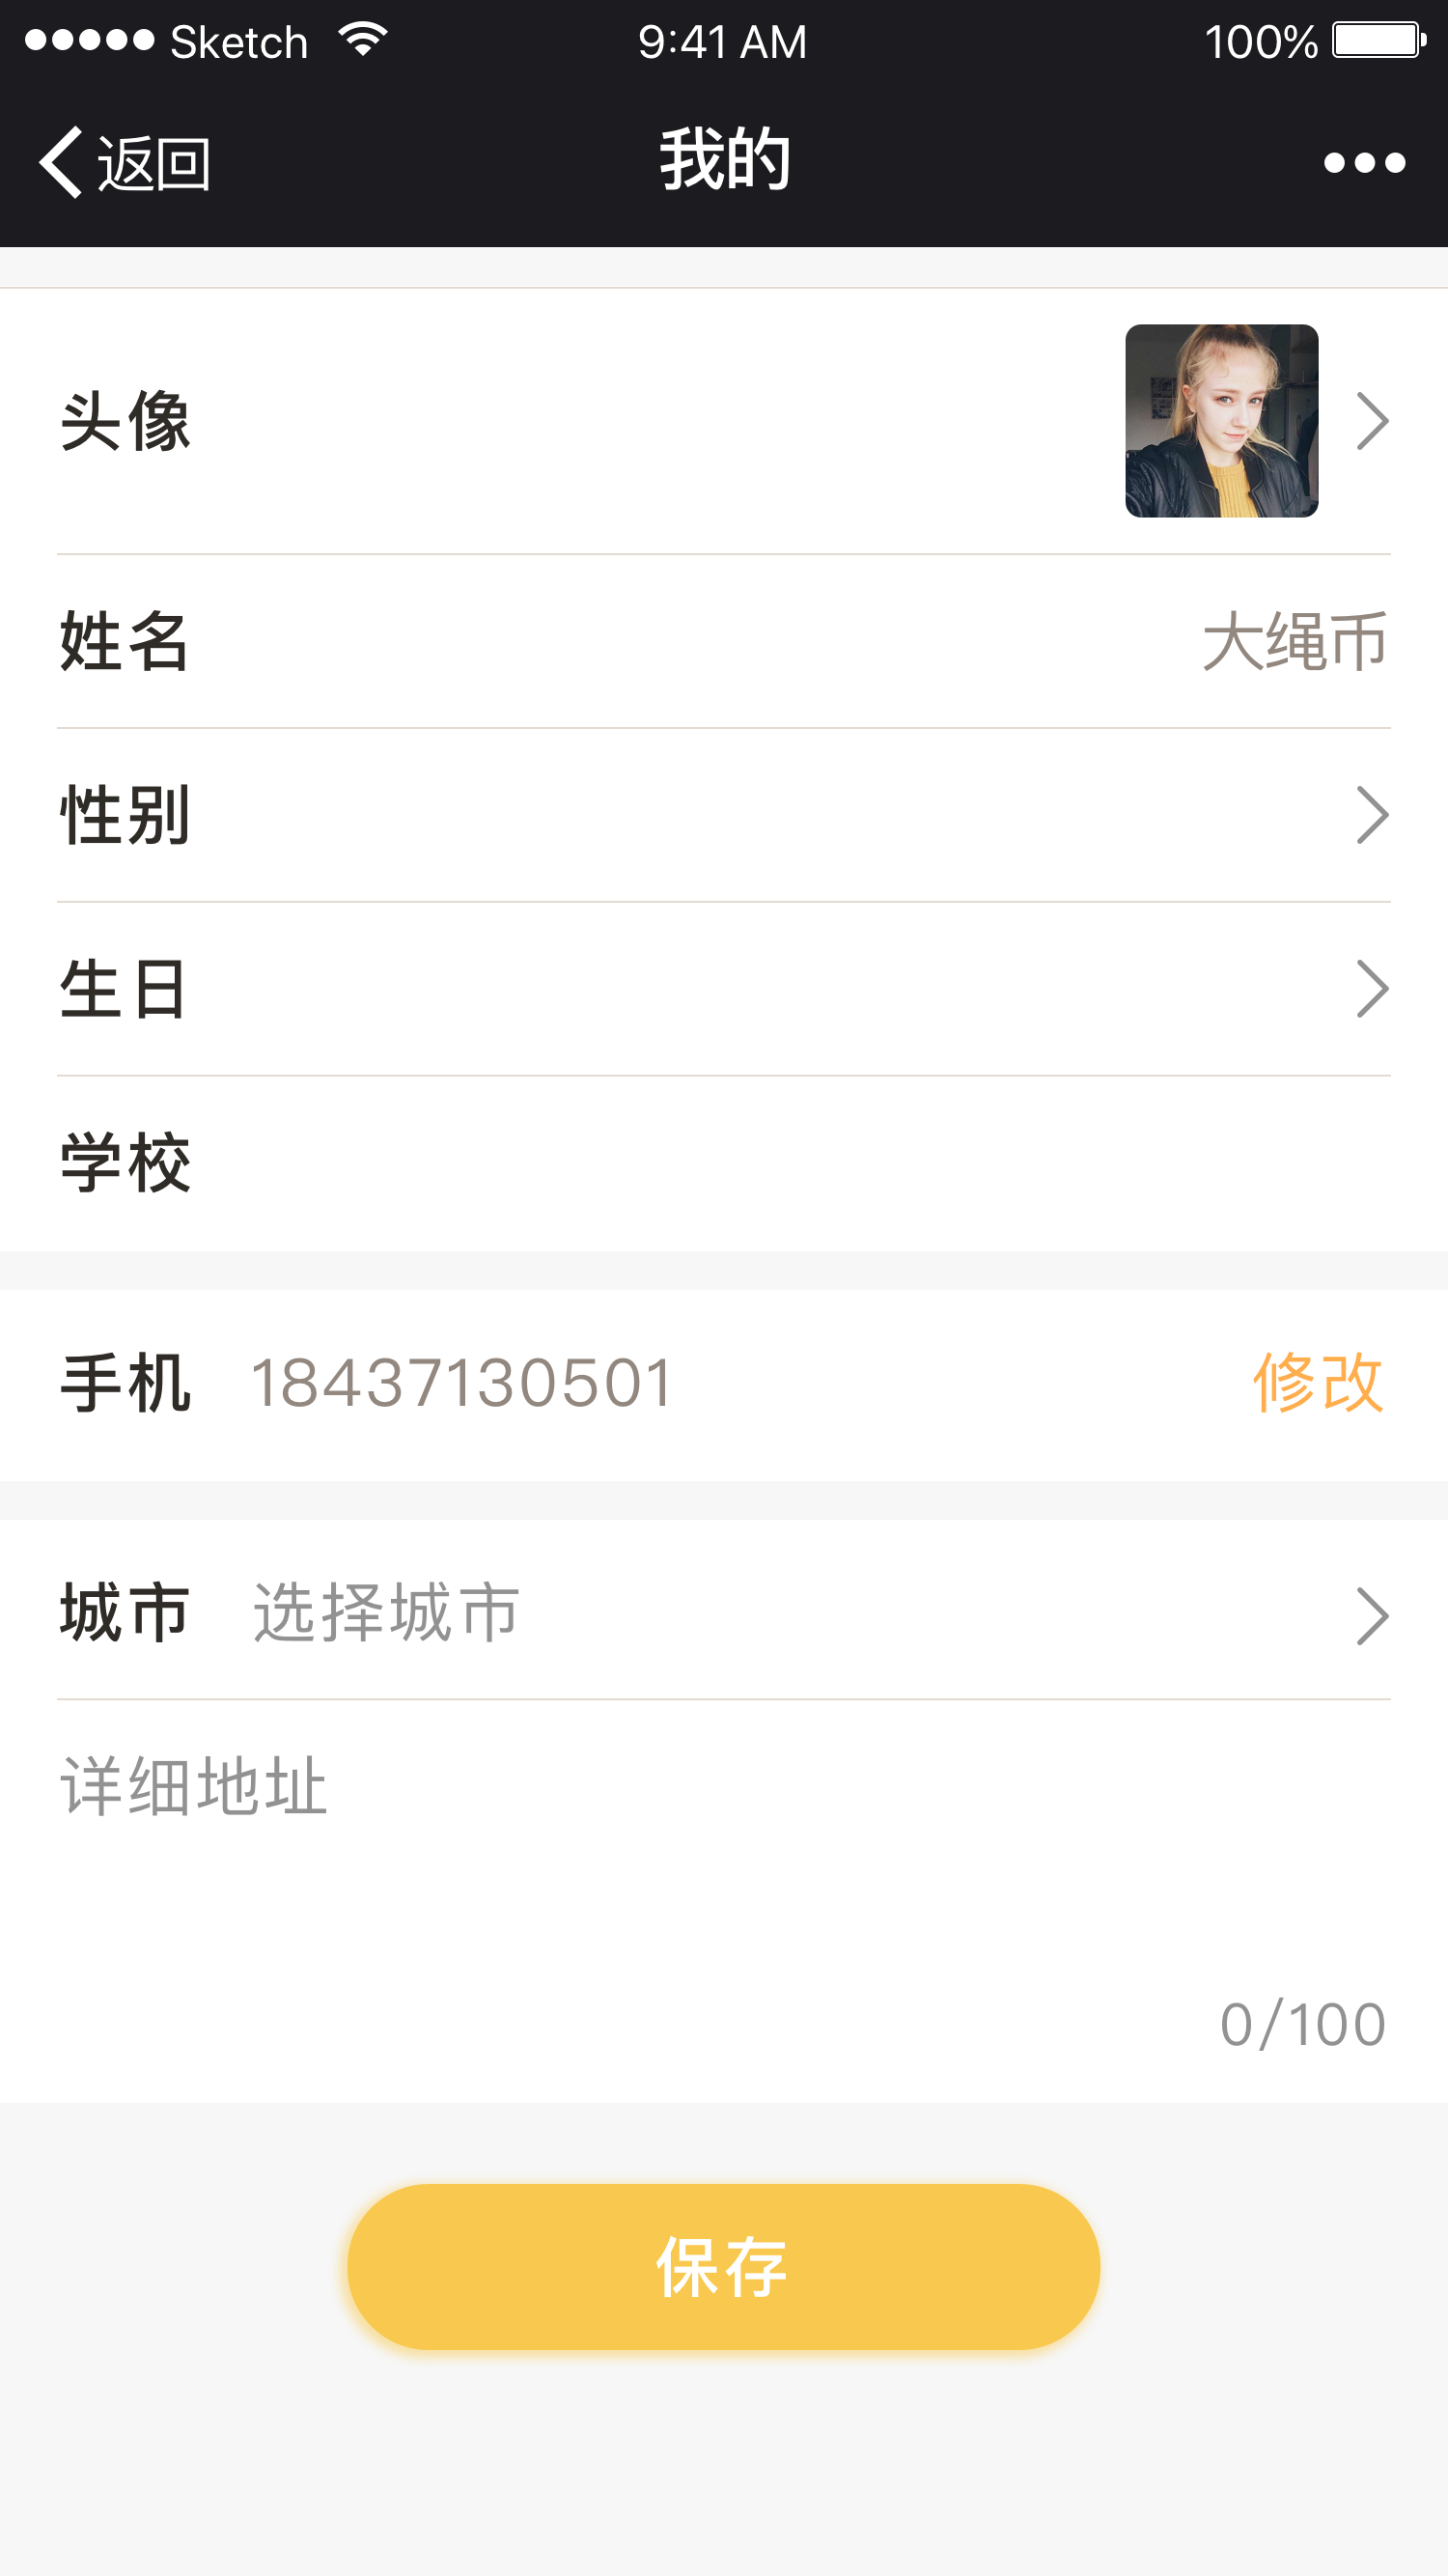 Sketch 9:41 AM 100%
返回 我的
头像
姓名 大绳币
性别
生日
学校
手机 18437130501 修改
城市 选择城市
详细地址
0/100
保存